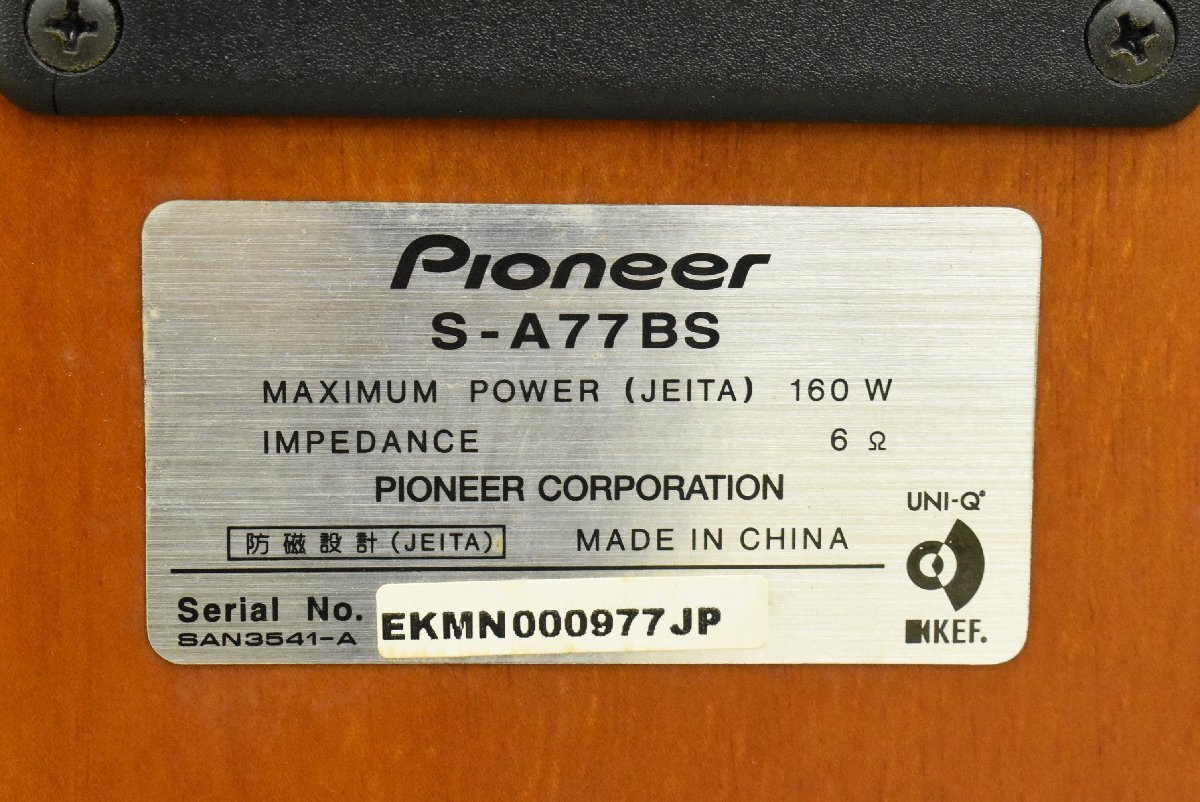 Pioneer
S-A77BS
MAXIMUM POWER (JEITA) 160 W
IMPEDANCE 6 Ω
PIONEER CORPORATION
防磁設計(JEITA) MADE IN CHINA
UNI-Q®
KEF.
Serial No. EKMN000977JP
SAN3541-A